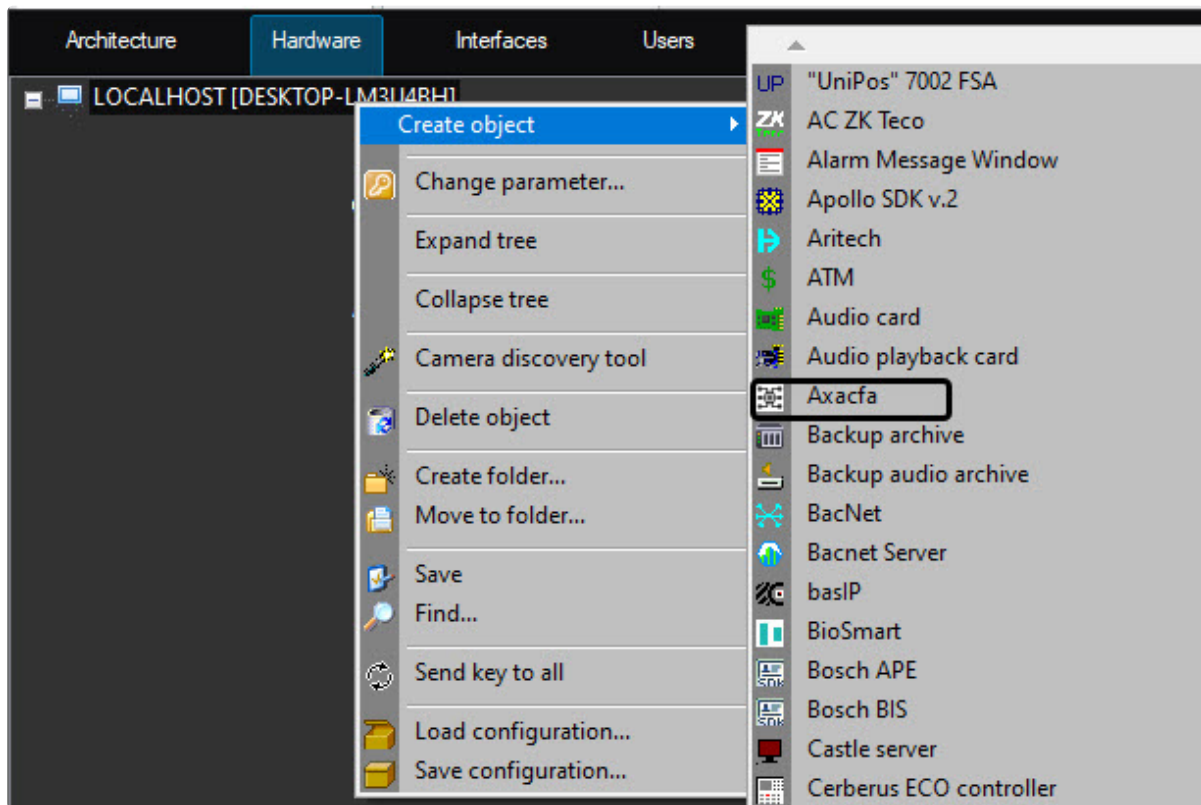 Architecture Hardware Interfaces Users
LOCALHOST [DESKTOP-LM3U4BH]
Create object
Change parameter...
Expand tree
Collapse tree
Camera discovery tool
Delete object
Create folder...
Move to folder...
Save
Find...
Send key to all
Load configuration...
Save configuration...
UP "UniPos" 7002 FSA
ZK AC ZK Teco
Alarm Message Window
Apollo SDK v.2
Aritech
$ ATM
Audio card
Audio playback card
Axacfa
Backup archive
Backup audio archive
BacNet
Bacnet Server
basIP
BioSmart
SDK Bosch APE
SDK Bosch BIS
Castle server
Cerberus ECO controller